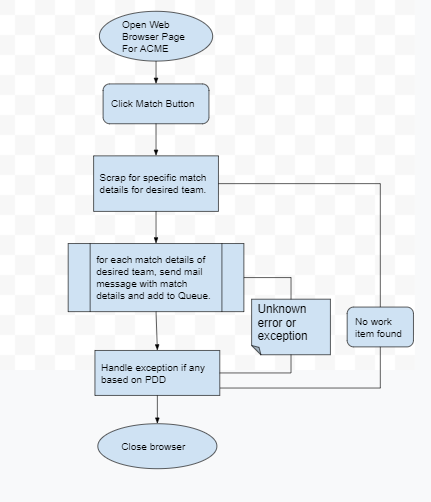 Open Web
Browser Page
For ACME
Click Match Button
Scrap for specific match
details for desired team.
for each match details of
desired team, send mail
message with match
details and add to Queue.
Unknown
error or
exception
No work
item found
Handle exception if any
based on PDD
Close browser